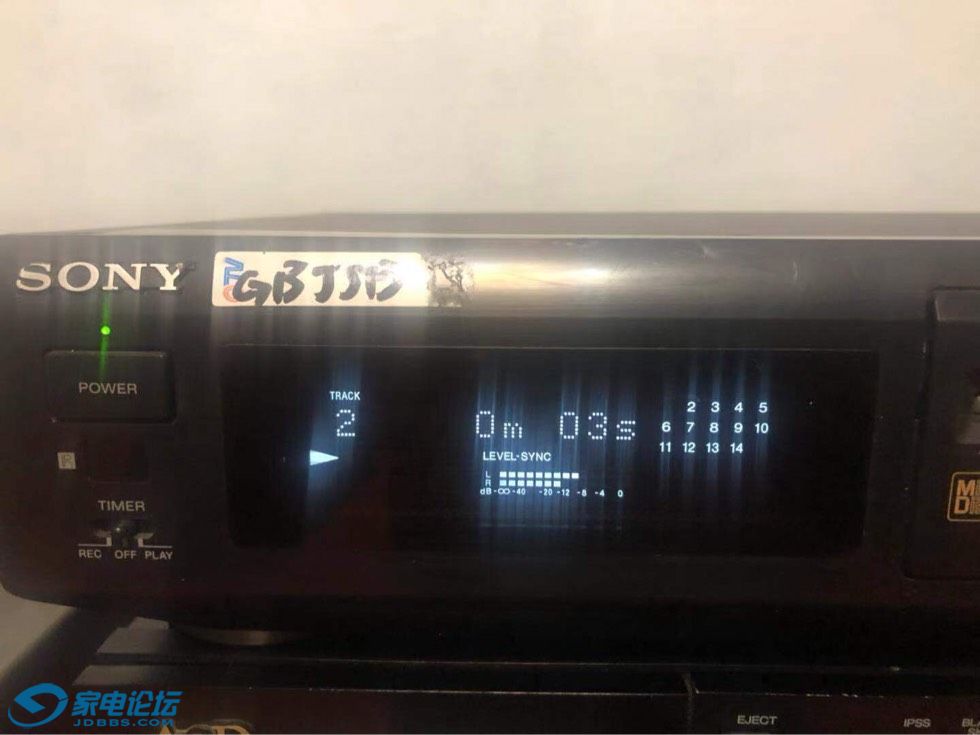 SONY
GBJSB
POWER
TIMER
REC OFF PLAY
TRACK
2
0m 03s
LEVEL-SYNC
L
R
dB -∞ -40 -20 -12 -8 -4 0
2 3 4 5
6 7 8 9 10
11 12 13 14
EJECT
IPSS
家电论坛
JDBBS.COM